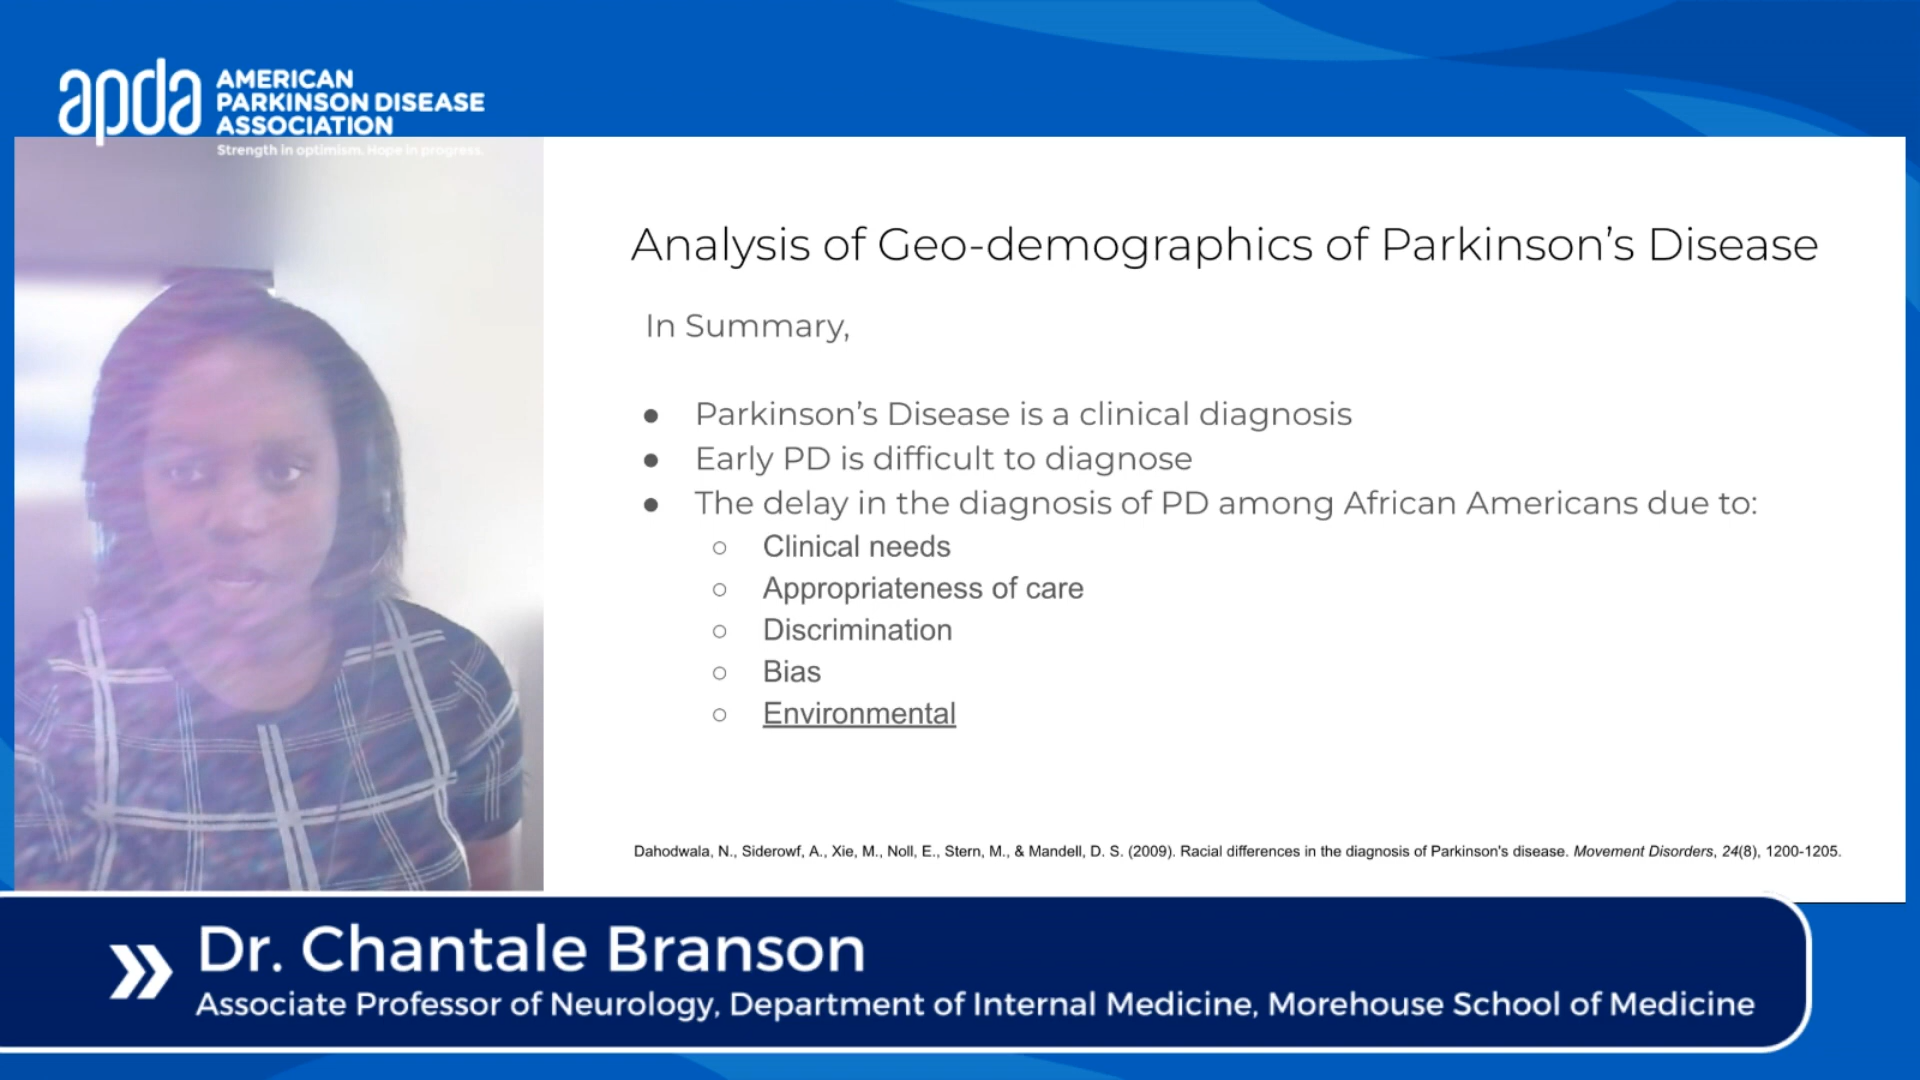 apda AMERICAN
PARKINSON DISEASE
ASSOCIATION
Strength in optimism. Hope in progress.
Analysis of Geo-demographics of Parkinson’s Disease
In Summary,
● Parkinson’s Disease is a clinical diagnosis
● Early PD is difficult to diagnose
● The delay in the diagnosis of PD among African Americans due to:
○ Clinical needs
○ Appropriateness of care
○ Discrimination
○ Bias
○ Environmental
Dahodwala, N., Siderowf, A., Xie, M., Noll, E., Stern, M., & Mandell, D. S. (2009). Racial differences in the diagnosis of Parkinson's disease. Movement Disorders, 24(8), 1200-1205.
Dr. Chantale Branson
Associate Professor of Neurology, Department of Internal Medicine, Morehouse School of Medicine